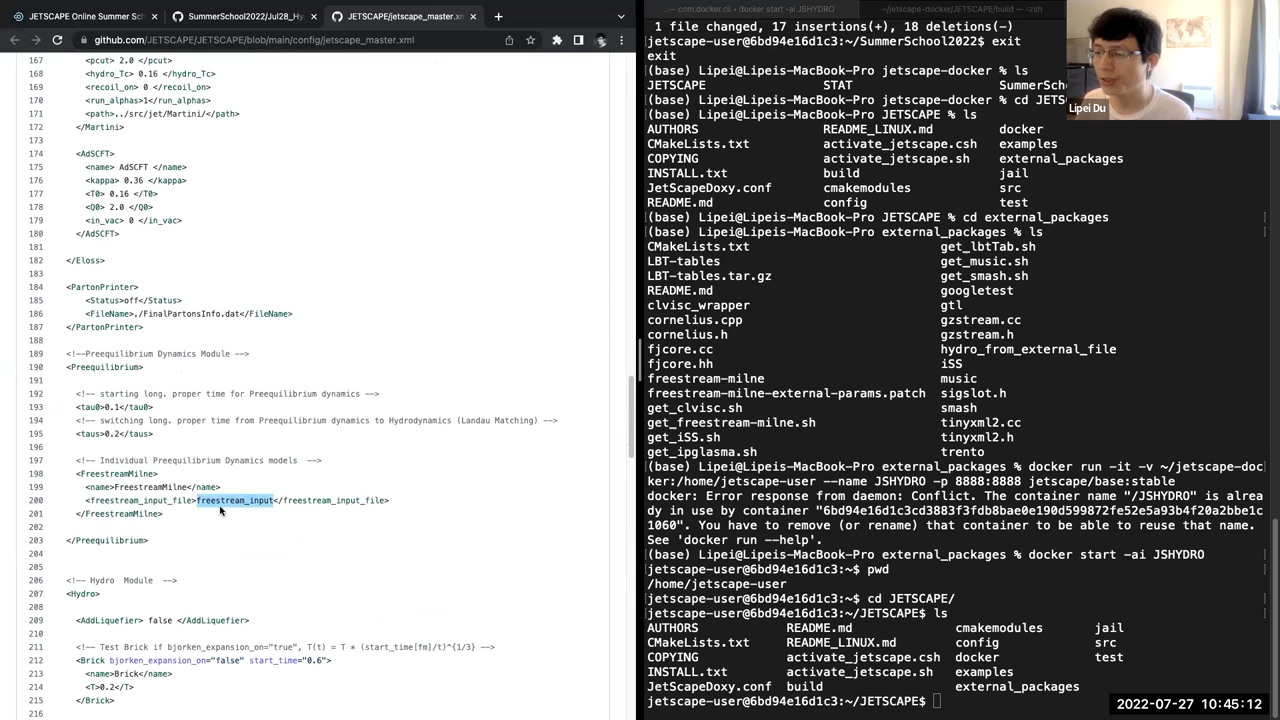 JETSCAPE Online Summer Sch
SummerSchool2022/Jul28_Hy
JETSCAPE/jetscape_master.xm
github.com/JETSCAPE/JETSCAPE/blob/main/config/jetscape_master.xml
167 <pcut> 2.0 </pcut>
168 <hydro_Tc> 0.16 </hydro_Tc>
169 <recoil_on> 0 </recoil_on>
170 <run_alphas>1</run_alphas>
171 <path>../src/jet/Martini/</path>
172 </Martini>
173
174 <AdSCFT>
175 <name> AdSCFT </name>
176 <kappa> 0.36 </kappa>
177 <T0> 0.16 </T0>
178 <Q0> 2.0 </Q0>
179 <in_vac> 0 </in_vac>
180 </AdSCFT>
181
182 </Eloss>
183
184 <PartonPrinter>
185 <Status>off</Status>
186 <FileName>./FinalPartonsInfo.dat</FileName>
187 </PartonPrinter>
188
189 <!--Preequilibrium Dynamics Module -->
190 <Preequilibrium>
191
192 <!-- starting long. proper time for Preequilibrium dynamics -->
193 <tau0>0.1</tau0>
194 <!-- switching long. proper time from Preequilibrium dynamics to Hydrodynamics (Landau Matching) -->
195 <taus>0.2</taus>
196
197 <!-- Individual Preequilibrium Dynamics models -->
198 <FreestreamMilne>
199 <name>FreestreamMilne</name>
200 <freestream_input_file>freestream_input</freestream_input_file>
201 </FreestreamMilne>
202
203 </Preequilibrium>
204
205
206 <!-- Hydro Module -->
207 <Hydro>
208
209 <AddLiquefier> false </AddLiquefier>
210
211 <!-- Test Brick if bjorken_expansion_on="true", T(t) = T * (start_time[fm]/t)^{1/3} -->
212 <Brick bjorken_expansion_on="false" start_time="0.6">
213 <name>Brick</name>
214 <T>0.2</T>
215 </Brick>
216
... com.docker.cli • docker start -ai JSHYDRO
~/JETSCAPE/build — -zsh
1 file changed, 17 insertions(+), 18 deletions(-)
jetscape-user@6bd94e16d1c3:~/SummerSchool2022$ exit
exit
(base) Lipei@Lipeis-MacBook-Pro jetscape-docker % ls
JETSCAPE STAT SummerSch
(base) Lipei@Lipeis-MacBook-Pro jetscape-docker % cd JETS
(base) Lipei@Lipeis-MacBook-Pro JETSCAPE % ls
AUTHORS README_LINUX.md docker
CMakeLists.txt activate_jetscape.csh examples
COPYING activate_jetscape.sh external_packages
INSTALL.txt build jail
JetScapeDoxy.conf cmakemodules src
README.md config test
(base) Lipei@Lipeis-MacBook-Pro JETSCAPE % cd external_packages
(base) Lipei@Lipeis-MacBook-Pro external_packages % ls
CMakeLists.txt get_lbtTab.sh
LBT-tables get_music.sh
LBT-tables.tar.gz get_smash.sh
README.md googletest
clvisc_wrapper gtl
cornelius.cpp gzstream.cc
cornelius.h gzstream.h
fjcore.cc hydro_from_external_file
fjcore.hh iSS
freestream-milne music
freestream-milne-external-params.patch sigslot.h
get_clvisc.sh smash
get_freestream-milne.sh tinyxml2.cc
get_iSS.sh tinyxml2.h
get_ipglasma.sh trento
(base) Lipei@Lipeis-MacBook-Pro external_packages % docker run -it -v ~/jetscape-doc
ker:/home/jetscape-user --name JSHYDRO -p 8888:8888 jetscape/base:stable
docker: Error response from daemon: Conflict. The container name "/JSHYDRO" is alrea
dy in use by container "6bd94e16d1c3cd3883f3fdb8bae0e190d599872fe52e5a93b4f20a2bbe1c
1060". You have to remove (or rename) that container to be able to reuse that name.
See 'docker run --help'.
(base) Lipei@Lipeis-MacBook-Pro external_packages % docker start -ai JSHYDRO
jetscape-user@6bd94e16d1c3:~$ pwd
/home/jetscape-user
jetscape-user@6bd94e16d1c3:~$ cd JETSCAPE/
jetscape-user@6bd94e16d1c3:~/JETSCAPE$ ls
AUTHORS README.md cmakemodules jail
CMakeLists.txt README_LINUX.md config src
COPYING activate_jetscape.csh docker test
INSTALL.txt activate_jetscape.sh examples
JetScapeDoxy.conf build external_packages
jetscape-user@6bd94e16d1c3:~/JETSCAPE$
Lipei Du
2022-07-27 10:45:12